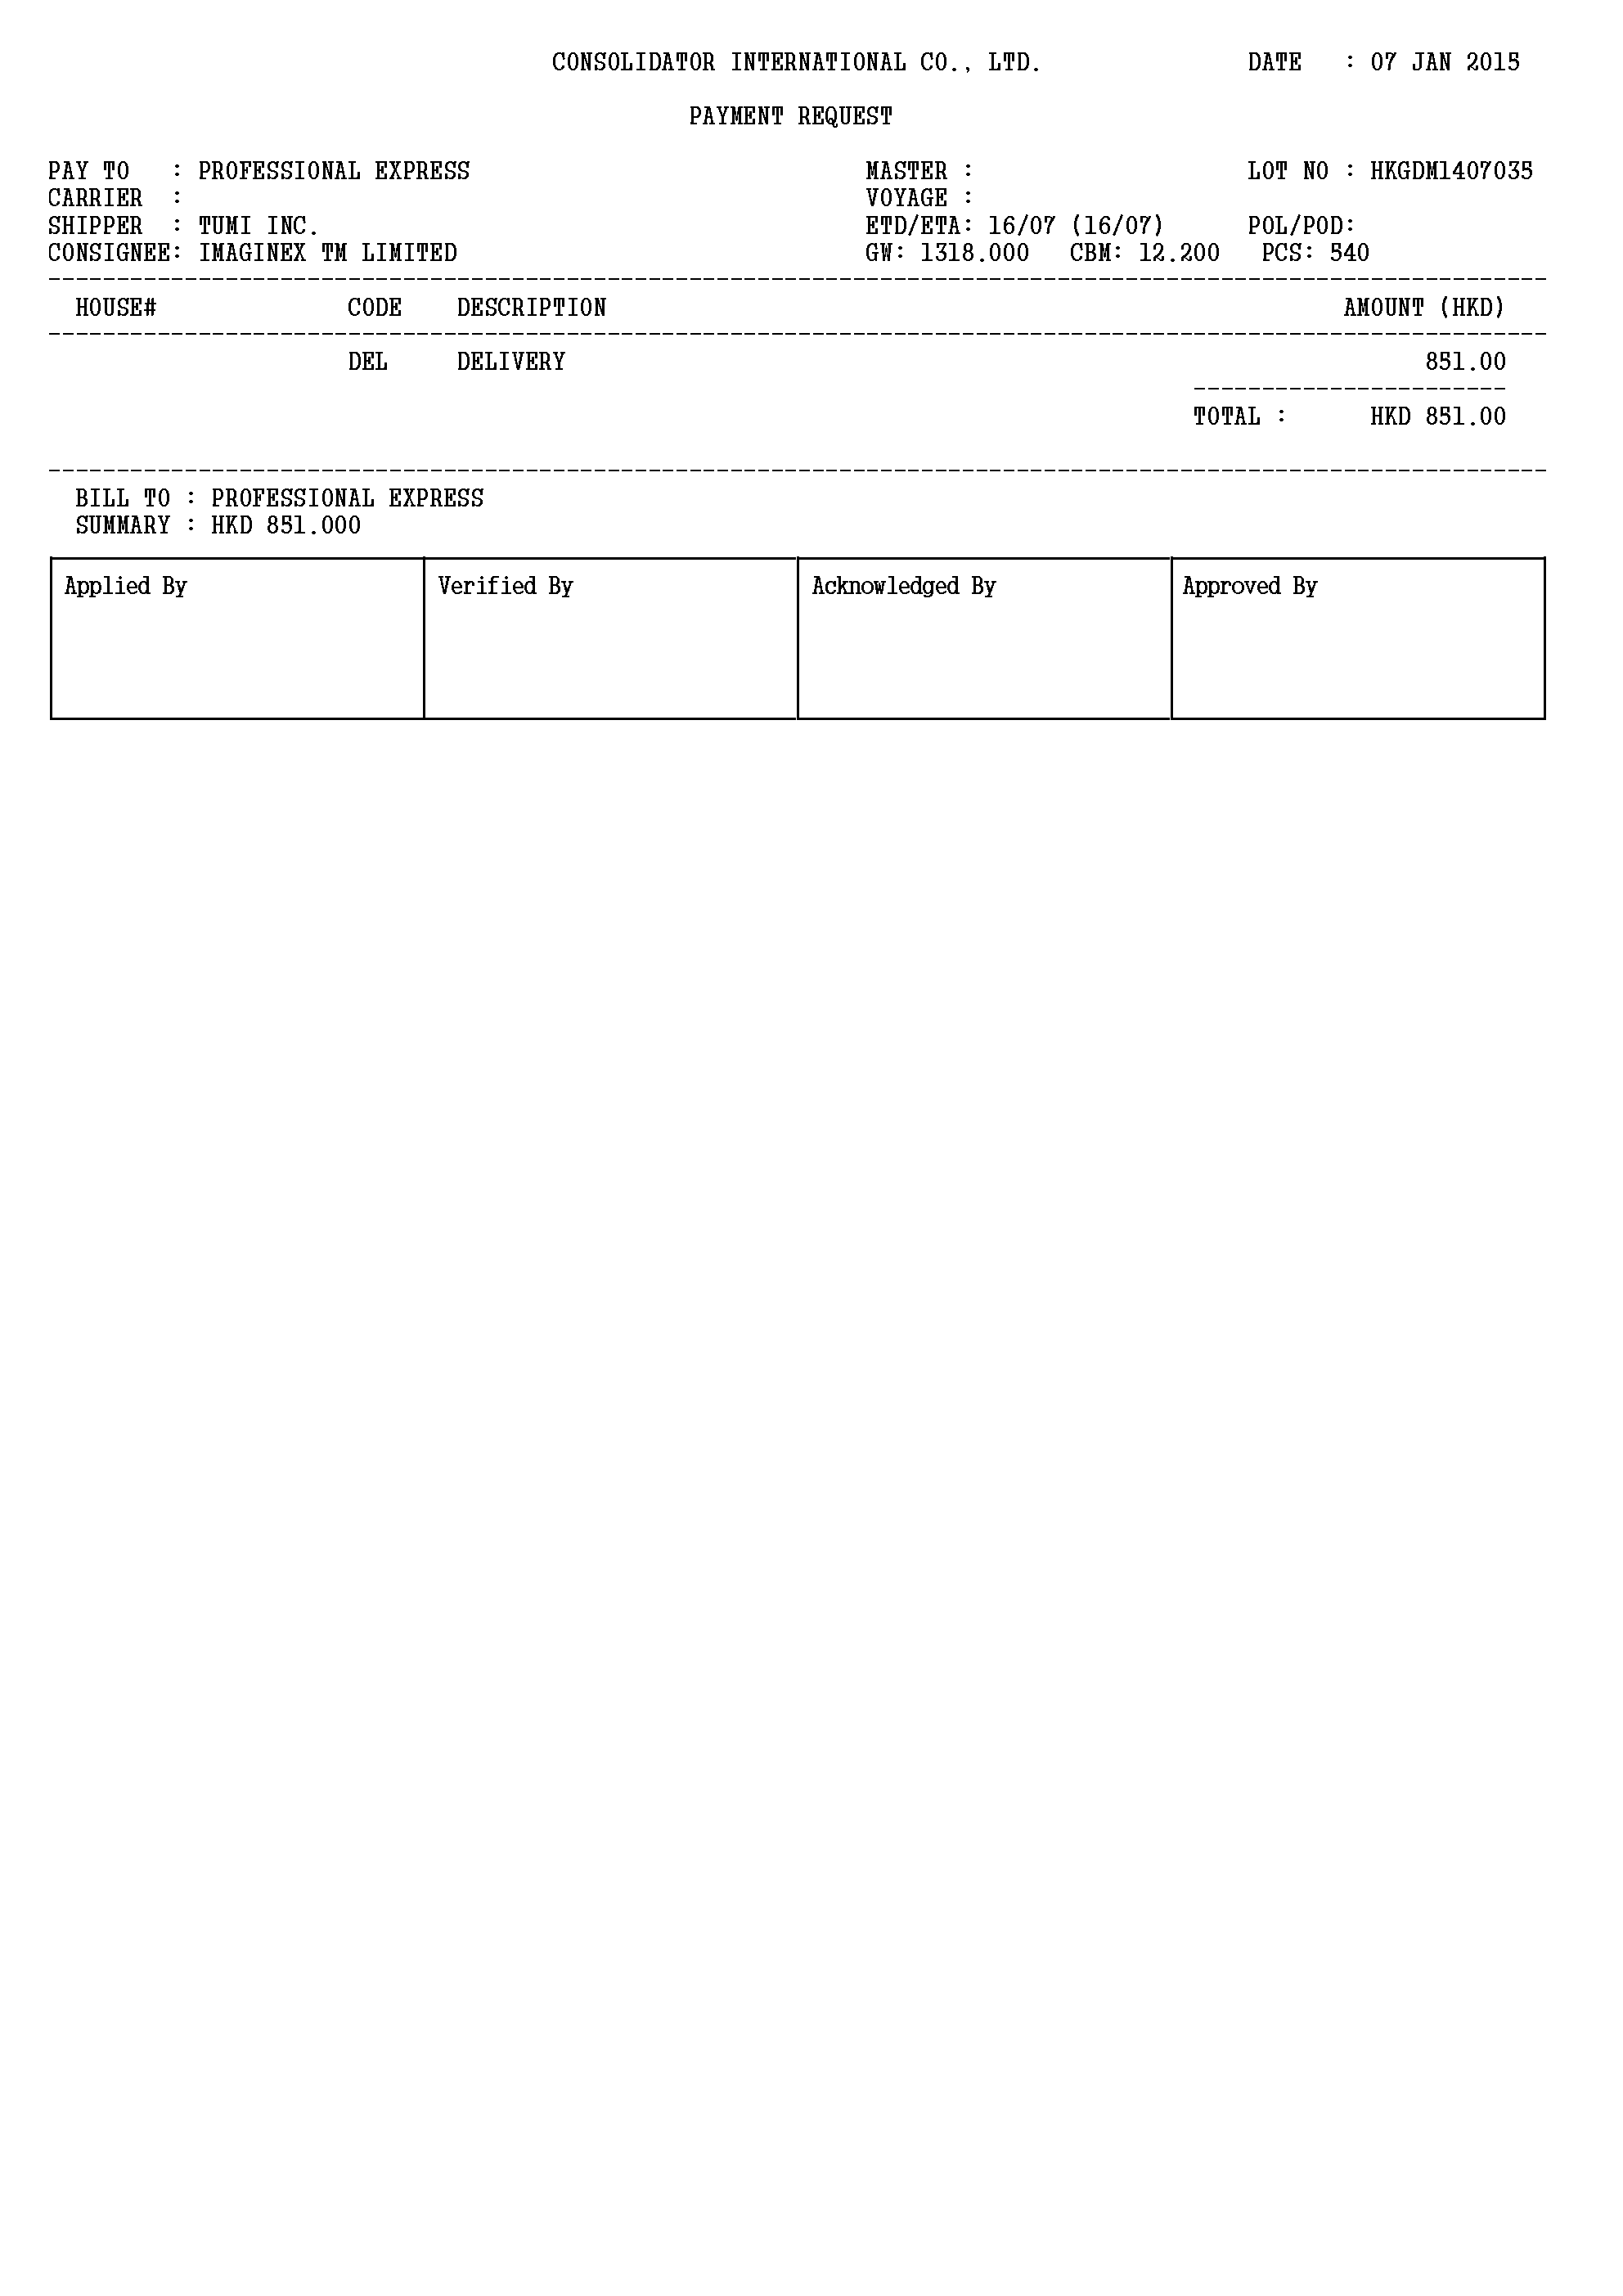 CONSOLIDATOR INTERNATIONAL CO., LTD. DATE : 07 JAN 2015
PAYMENT REQUEST
PAY TO : PROFESSIONAL EXPRESS MASTER : LOT NO : HKGDM1407035
CARRIER : VOYAGE :
SHIPPER : TUMI INC. ETD/ETA: 16/07 (16/07) POL/POD:
CONSIGNEE: IMAGINEX TM LIMITED GW: 1318.000 CBM: 12.200 PCS: 540
HOUSE# CODE DESCRIPTION AMOUNT (HKD)
DEL DELIVERY 851.00
TOTAL : HKD 851.00
BILL TO : PROFESSIONAL EXPRESS
SUMMARY : HKD 851.000
Applied By Verified By Acknowledged By Approved By